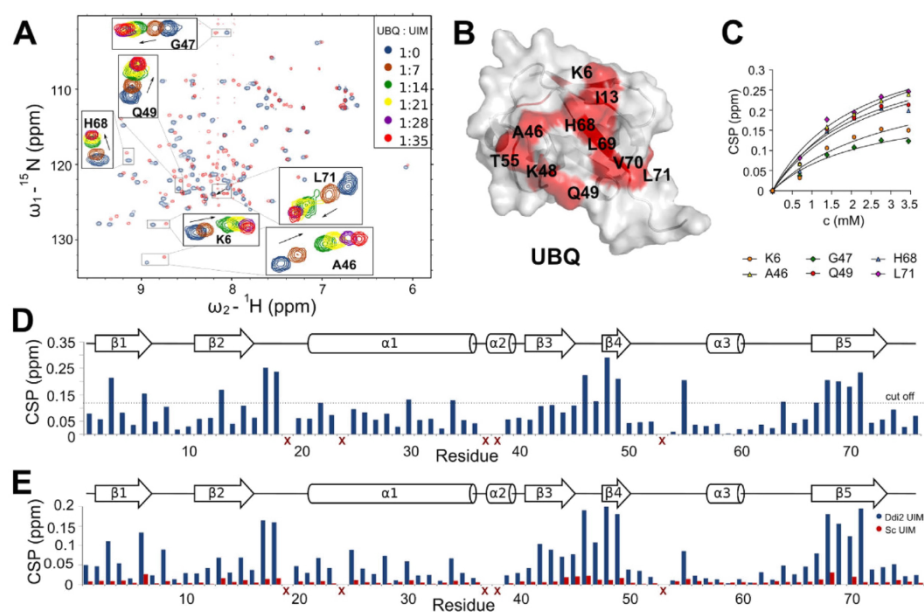 A
UBQ : UIM
1:0
1:7
1:14
1:21
1:28
1:35
G47
Q49
H68
L71
K6
A46
110
120
130
9
8
7
6
ω1 - 15N (ppm)
ω2 - 1H (ppm)
B
K6
I13
A46
H68
L69
T55
V70
K48
L71
Q49
UBQ
C
CSP (ppm)
0.3
0.25
0.2
0.15
0.1
0.05
0
0 0.5 1 1.5 2 2.5 3 3.5
c (mM)
K6 G47 H68
A46 Q49 L71
D
β1 β2 α1 α2 β3 β4 α3 β5
CSP (ppm)
0.35
0.25
0.15
0.05
0
cut off
x x x x x
10 20 30 40 50 60 70
Residue
E
β1 β2 α1 α2 β3 β4 α3 β5
CSP (ppm)
0.2
0.15
0.1
0.05
0
Ddi2 UIM
Sc UIM
x x x x x
10 20 30 40 50 60 70
Residue